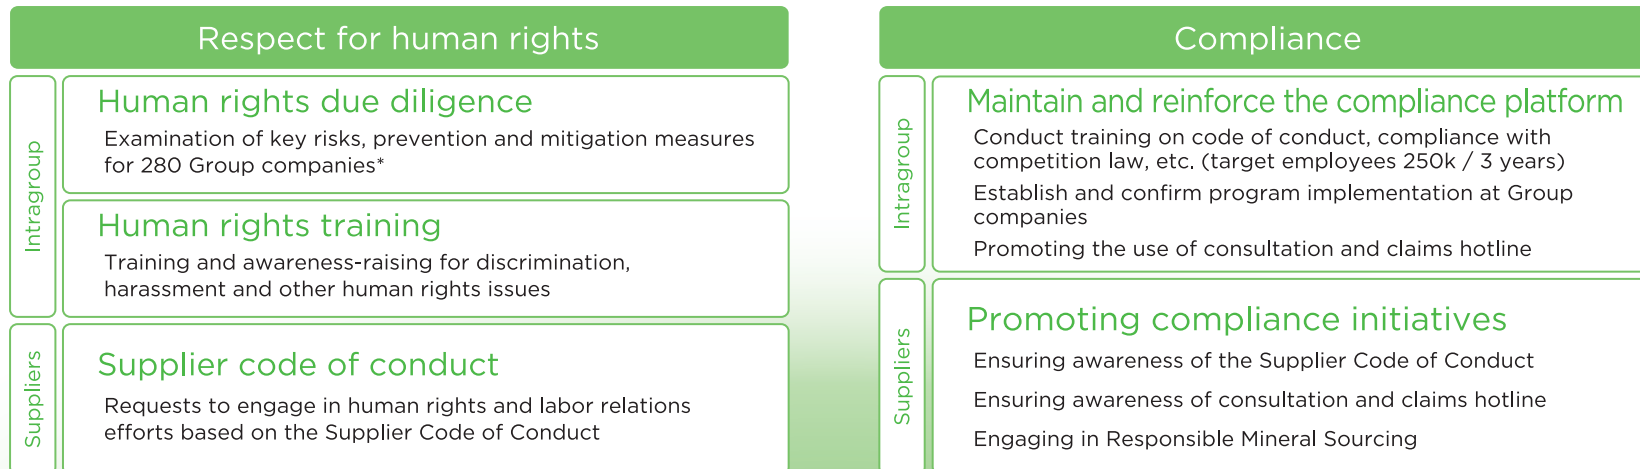 Respect for human rights
Intragroup
Human rights due diligence
Examination of key risks, prevention and mitigation measures
for 280 Group companies*
Human rights training
Training and awareness-raising for discrimination,
harassment and other human rights issues
Suppliers
Supplier code of conduct
Requests to engage in human rights and labor relations
efforts based on the Supplier Code of Conduct
Compliance
Intragroup
Maintain and reinforce the compliance platform
Conduct training on code of conduct, compliance with
competition law, etc. (target employees 250k / 3 years)
Establish and confirm program implementation at Group
companies
Promoting the use of consultation and claims hotline
Suppliers
Promoting compliance initiatives
Ensuring awareness of the Supplier Code of Conduct
Ensuring awareness of consultation and claims hotline
Engaging in Responsible Mineral Sourcing